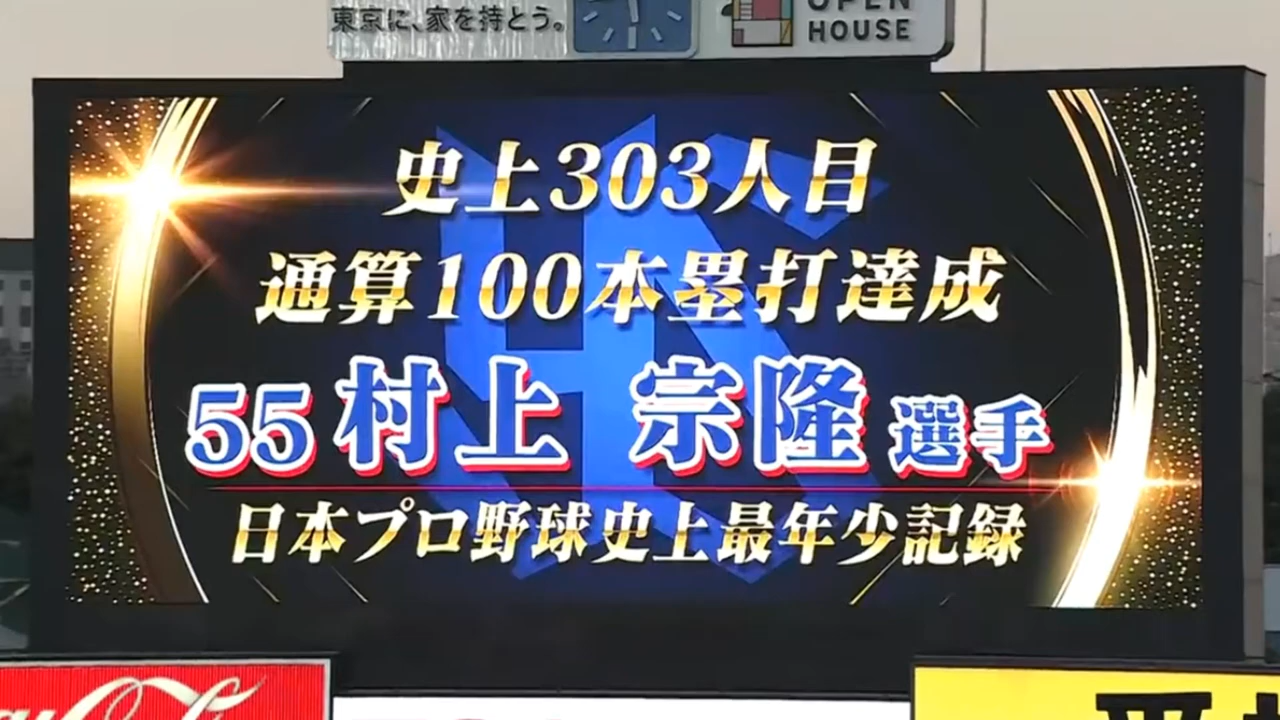 東京に、家を持とう。
OPEN
HOUSE
史上303人目
通算100本塁打達成
55 村上 宗隆 選手
日本プロ野球史上最年少記録